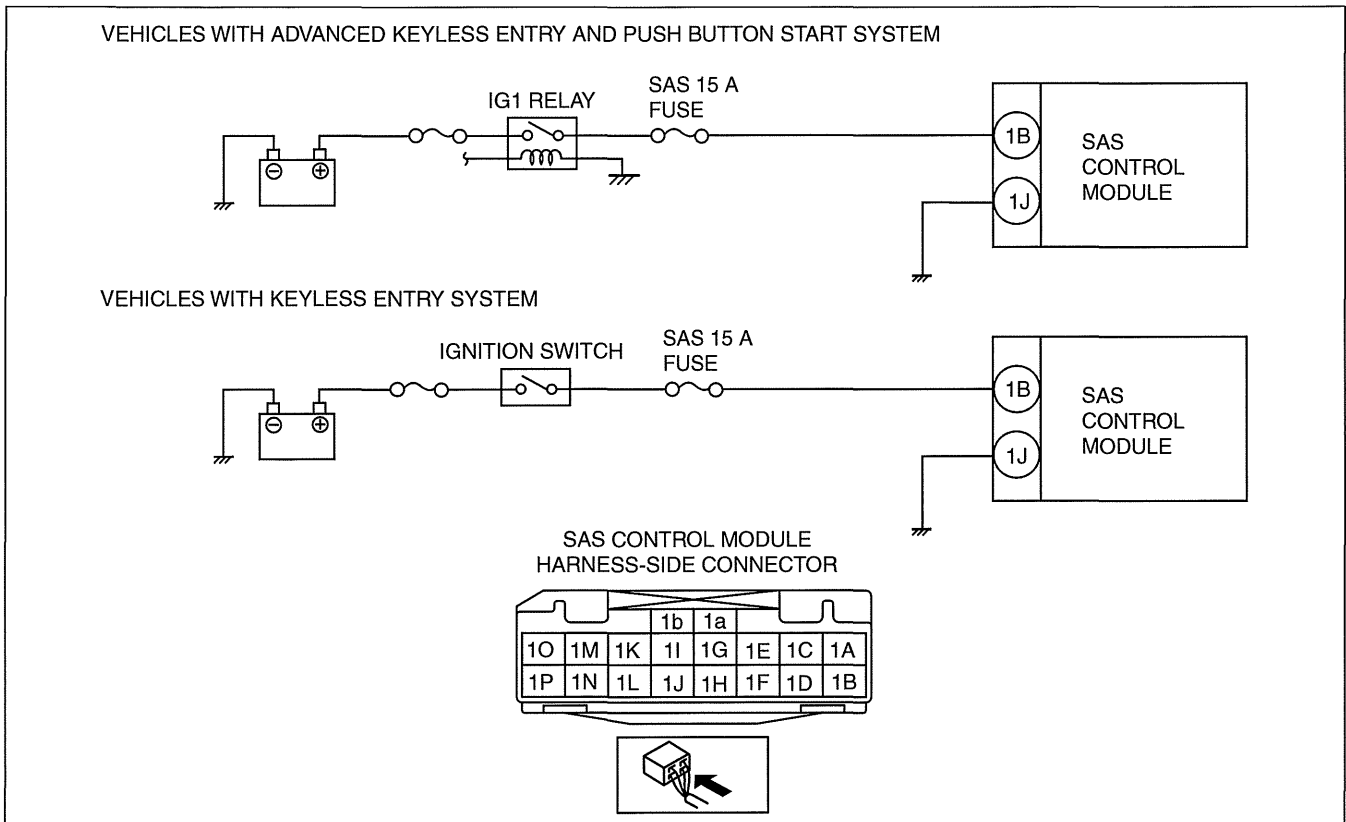 VEHICLES WITH ADVANCED KEYLESS ENTRY AND PUSH BUTTON START SYSTEM
IG1 RELAY
SAS 15 A
FUSE
1B
1J
SAS
CONTROL
MODULE
VEHICLES WITH KEYLESS ENTRY SYSTEM
IGNITION SWITCH
SAS 15 A
FUSE
1B
1J
SAS
CONTROL
MODULE
SAS CONTROL MODULE
HARNESS-SIDE CONNECTOR
1b 1a
1O 1M 1K 1I 1G 1E 1C 1A
1P 1N 1L 1J 1H 1F 1D 1B